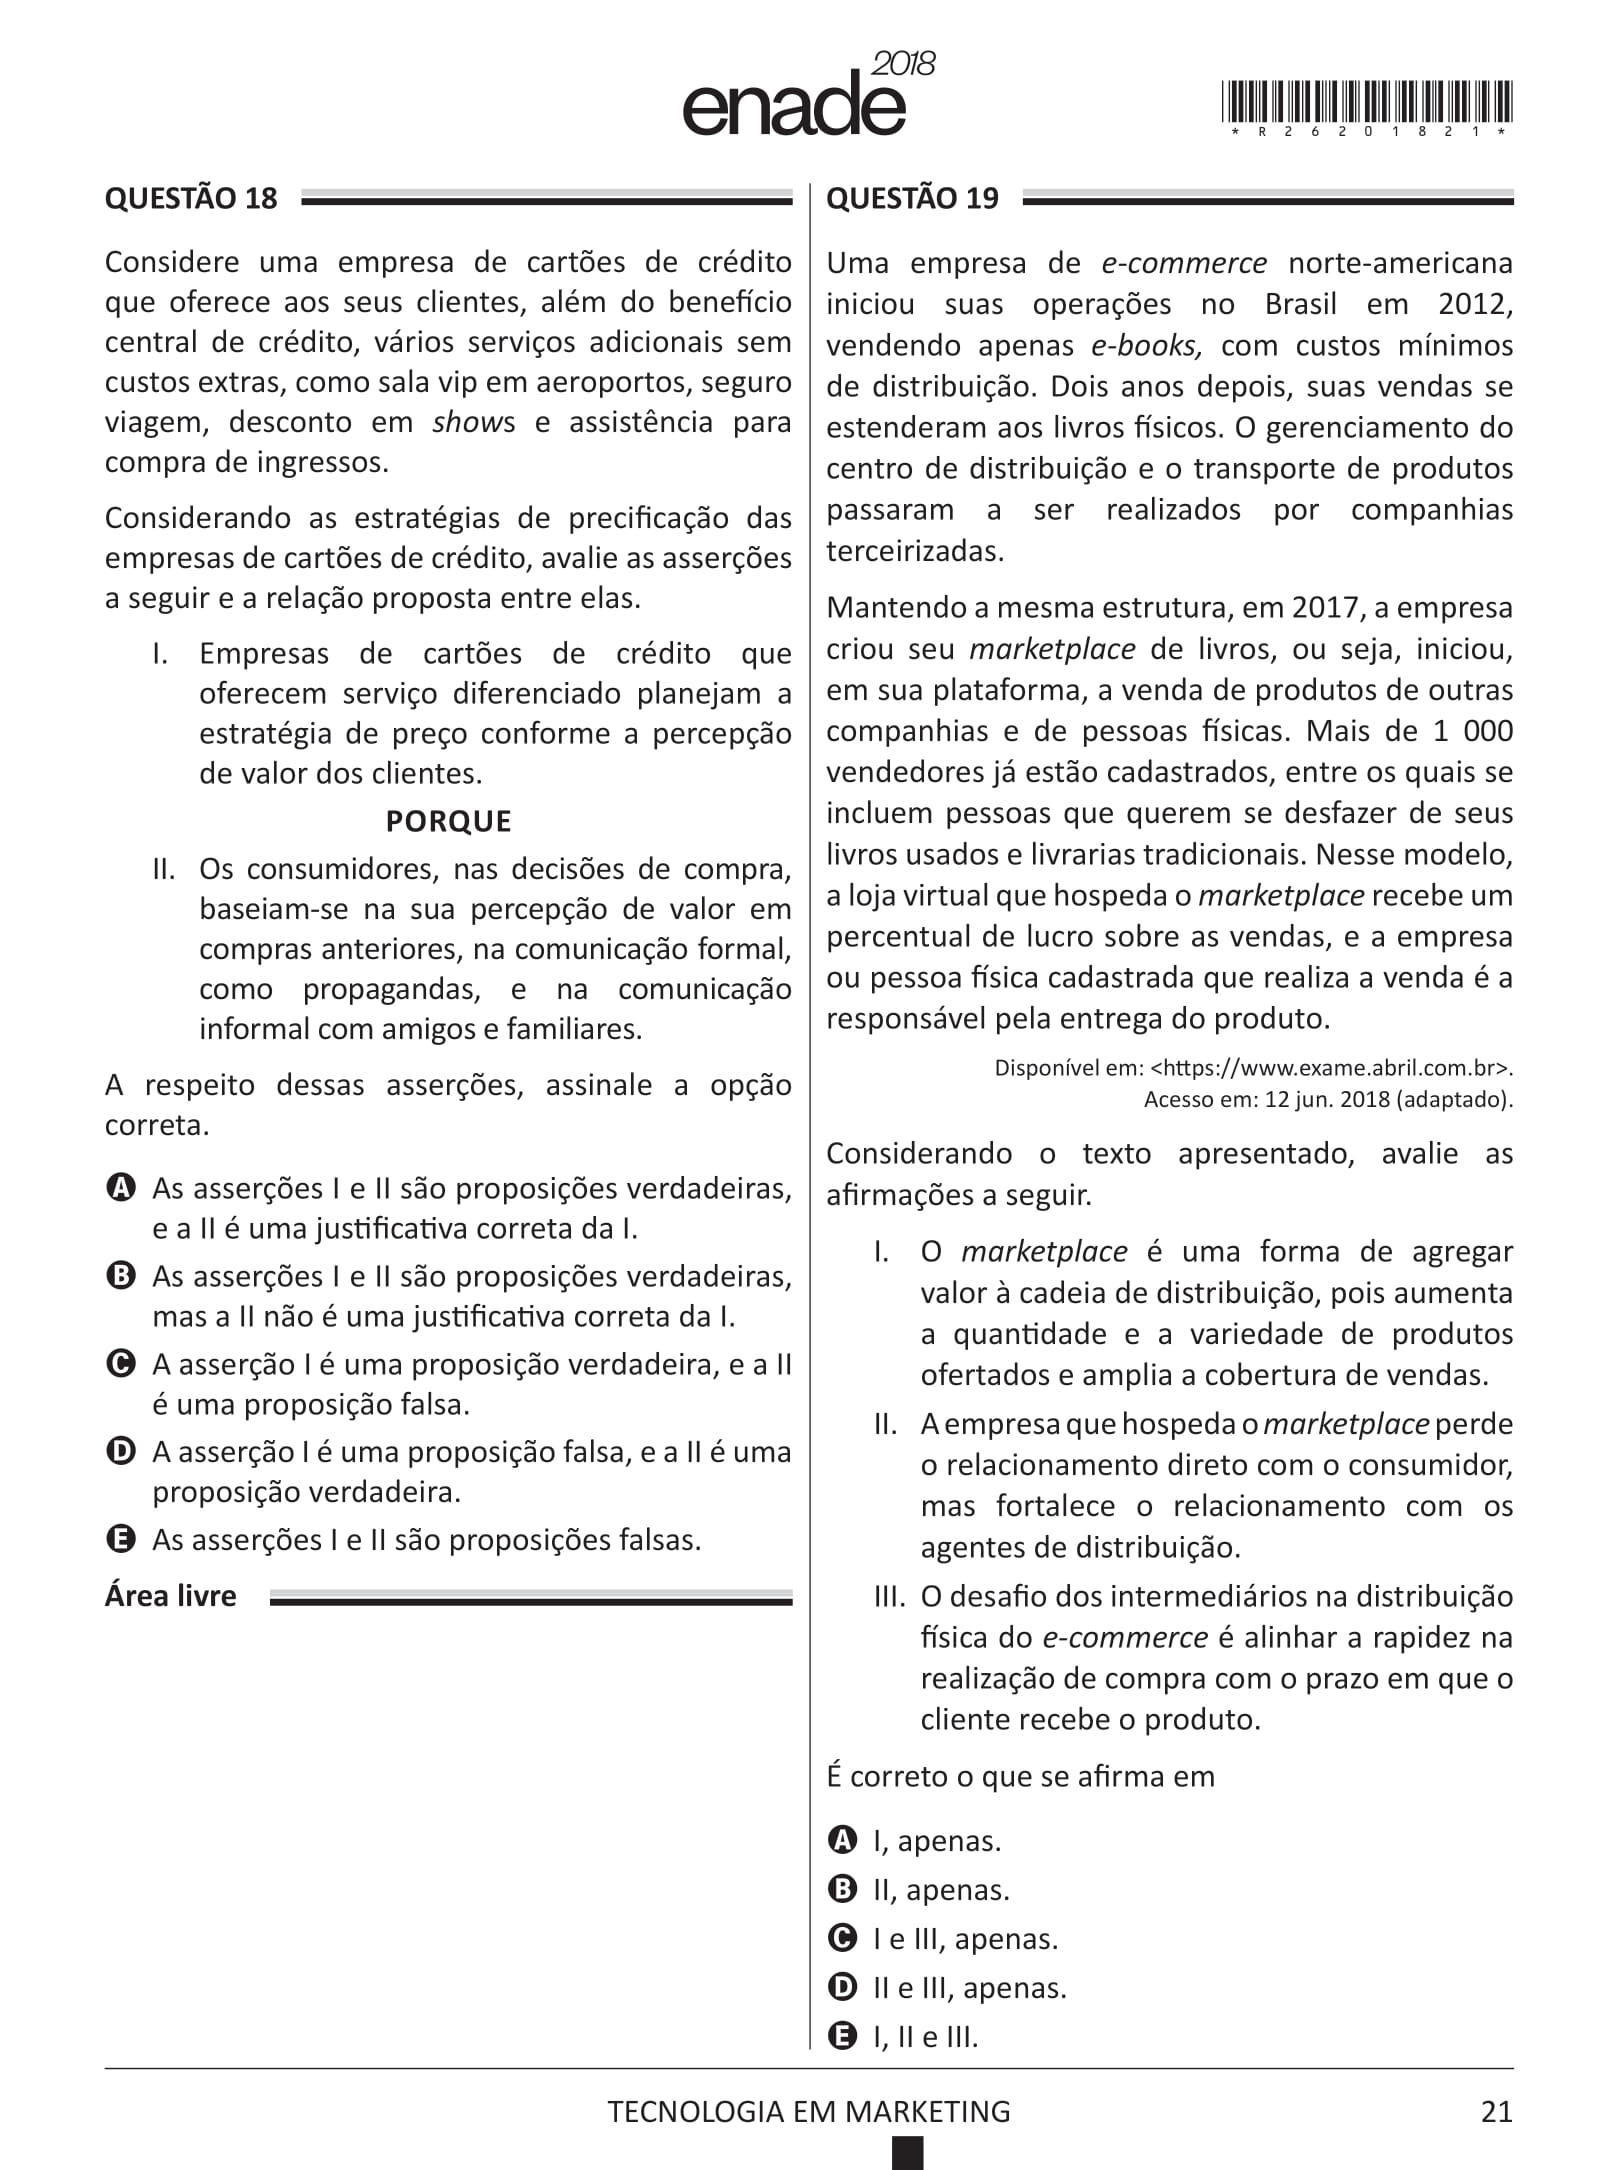 enade 2018
*R26201821*
QUESTÃO 18
Considere uma empresa de cartões de crédito
que oferece aos seus clientes, além do benefício
central de crédito, vários serviços adicionais sem
custos extras, como sala vip em aeroportos, seguro
viagem, desconto em shows e assistência para
compra de ingressos.
Considerando as estratégias de precificação das
empresas de cartões de crédito, avalie as asserções
a seguir e a relação proposta entre elas.
I. Empresas de cartões de crédito que
oferecem serviço diferenciado planejam a
estratégia de preço conforme a percepção
de valor dos clientes.
PORQUE
II. Os consumidores, nas decisões de compra,
baseiam-se na sua percepção de valor em
compras anteriores, na comunicação formal,
como propagandas, e na comunicação
informal com amigos e familiares.
A respeito dessas asserções, assinale a opção
correta.
A As asserções I e II são proposições verdadeiras,
e a II é uma justificativa correta da I.
B As asserções I e II são proposições verdadeiras,
mas a II não é uma justificativa correta da I.
C A asserção I é uma proposição verdadeira, e a II
é uma proposição falsa.
D A asserção I é uma proposição falsa, e a II é uma
proposição verdadeira.
E As asserções I e II são proposições falsas.
Área livre
QUESTÃO 19
Uma empresa de e-commerce norte-americana
iniciou suas operações no Brasil em 2012,
vendendo apenas e-books, com custos mínimos
de distribuição. Dois anos depois, suas vendas se
estenderam aos livros físicos. O gerenciamento do
centro de distribuição e o transporte de produtos
passaram a ser realizados por companhias
terceirizadas.
Mantendo a mesma estrutura, em 2017, a empresa
criou seu marketplace de livros, ou seja, iniciou,
em sua plataforma, a venda de produtos de outras
companhias e de pessoas físicas. Mais de 1 000
vendedores já estão cadastrados, entre os quais se
incluem pessoas que querem se desfazer de seus
livros usados e livrarias tradicionais. Nesse modelo,
a loja virtual que hospeda o marketplace recebe um
percentual de lucro sobre as vendas, e a empresa
ou pessoa física cadastrada que realiza a venda é a
responsável pela entrega do produto.
Disponível em: <https://www.exame.abril.com.br>.
Acesso em: 12 jun. 2018 (adaptado).
Considerando o texto apresentado, avalie as
afirmações a seguir.
I. O marketplace é uma forma de agregar
valor à cadeia de distribuição, pois aumenta
a quantidade e a variedade de produtos
ofertados e amplia a cobertura de vendas.
II. A empresa que hospeda o marketplace perde
o relacionamento direto com o consumidor,
mas fortalece o relacionamento com os
agentes de distribuição.
III. O desafio dos intermediários na distribuição
física do e-commerce é alinhar a rapidez na
realização de compra com o prazo em que o
cliente recebe o produto.
É correto o que se afirma em
A I, apenas.
B II, apenas.
C I e III, apenas.
D II e III, apenas.
E I, II e III.
TECNOLOGIA EM MARKETING
21